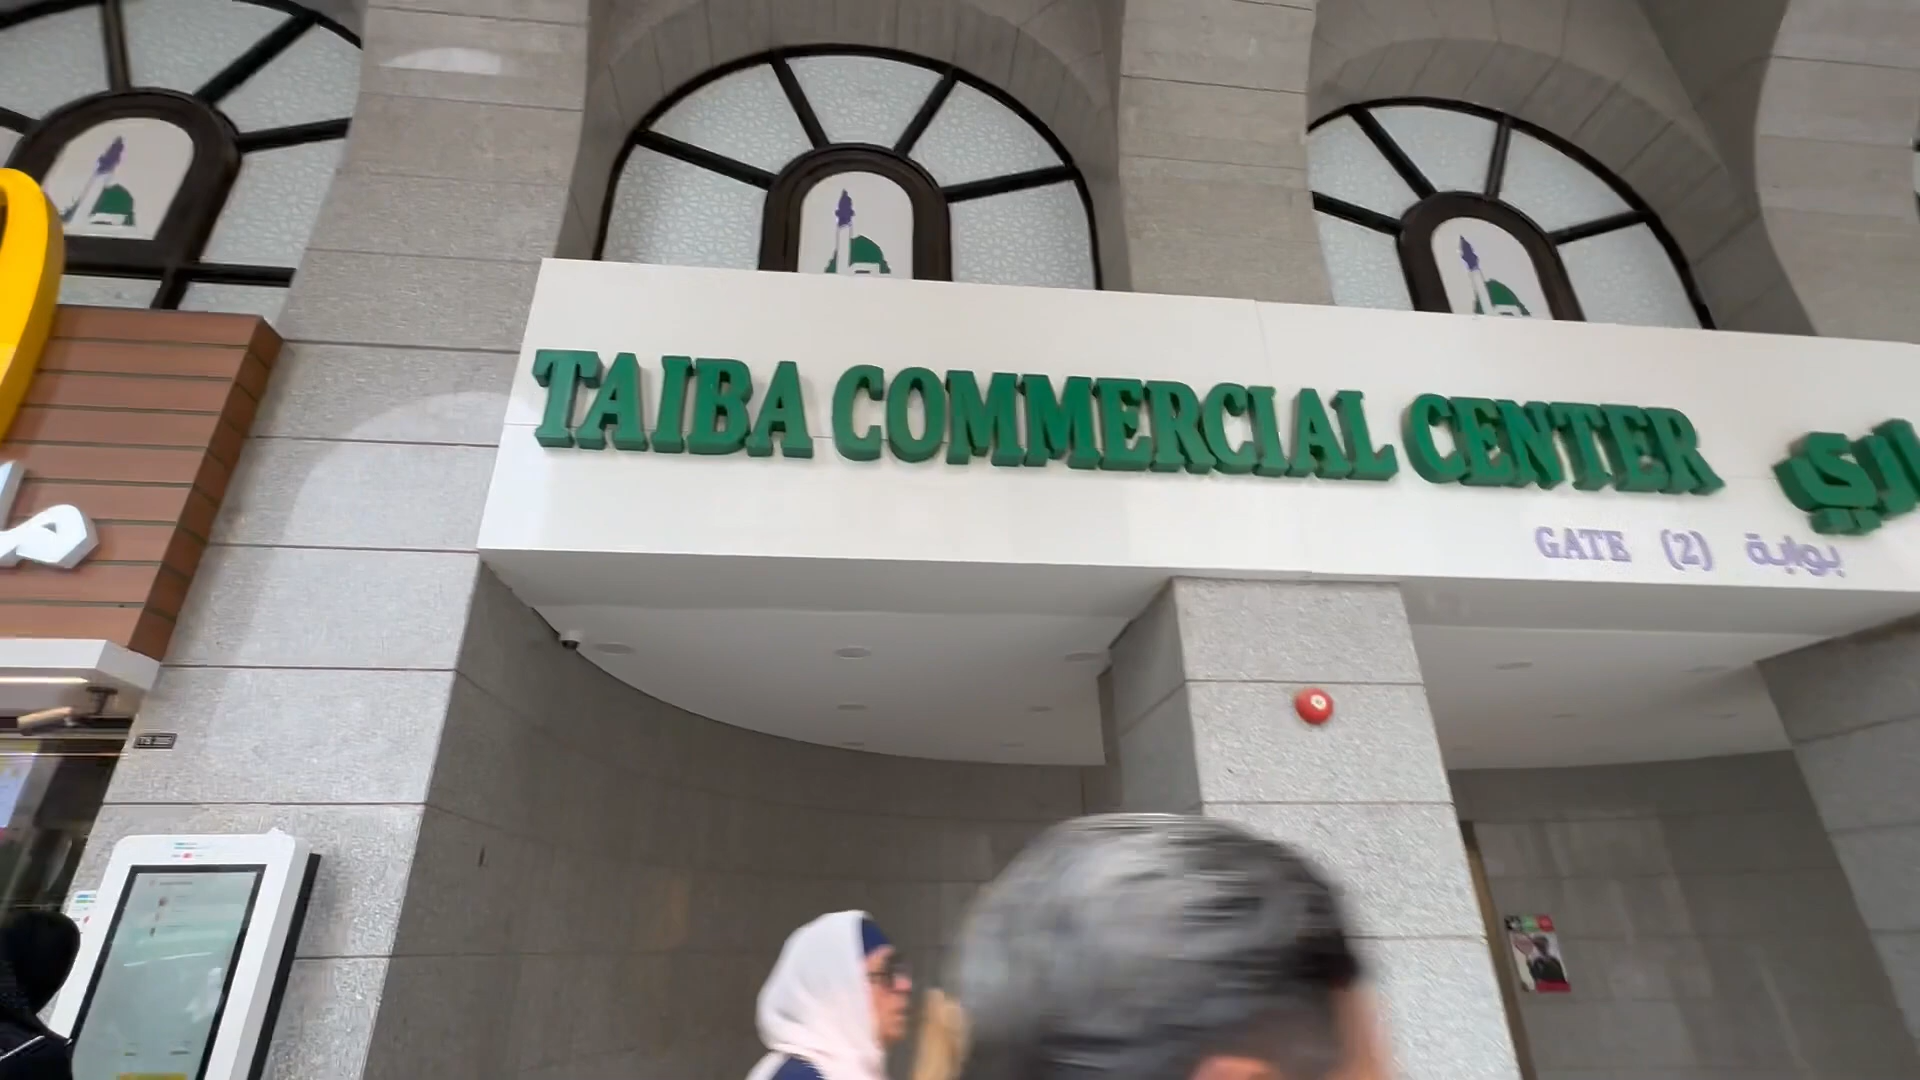 TAIBA COMMERCIAL CENTER
GATE (2) بوابة